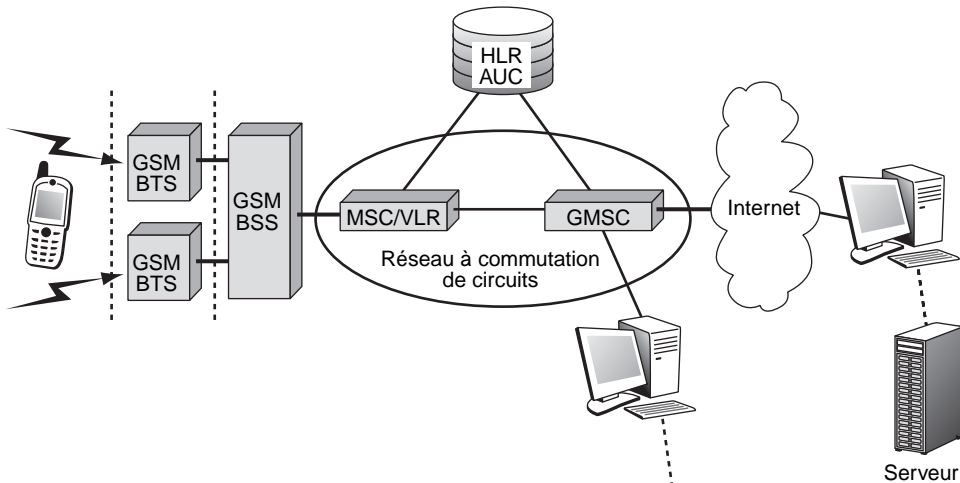 HLR
AUC
GSM
BTS
GSM
BSS
GSM
BTS
MSC/VLR
GMSC
Internet
Réseau à commutation
de circuits
Serveur